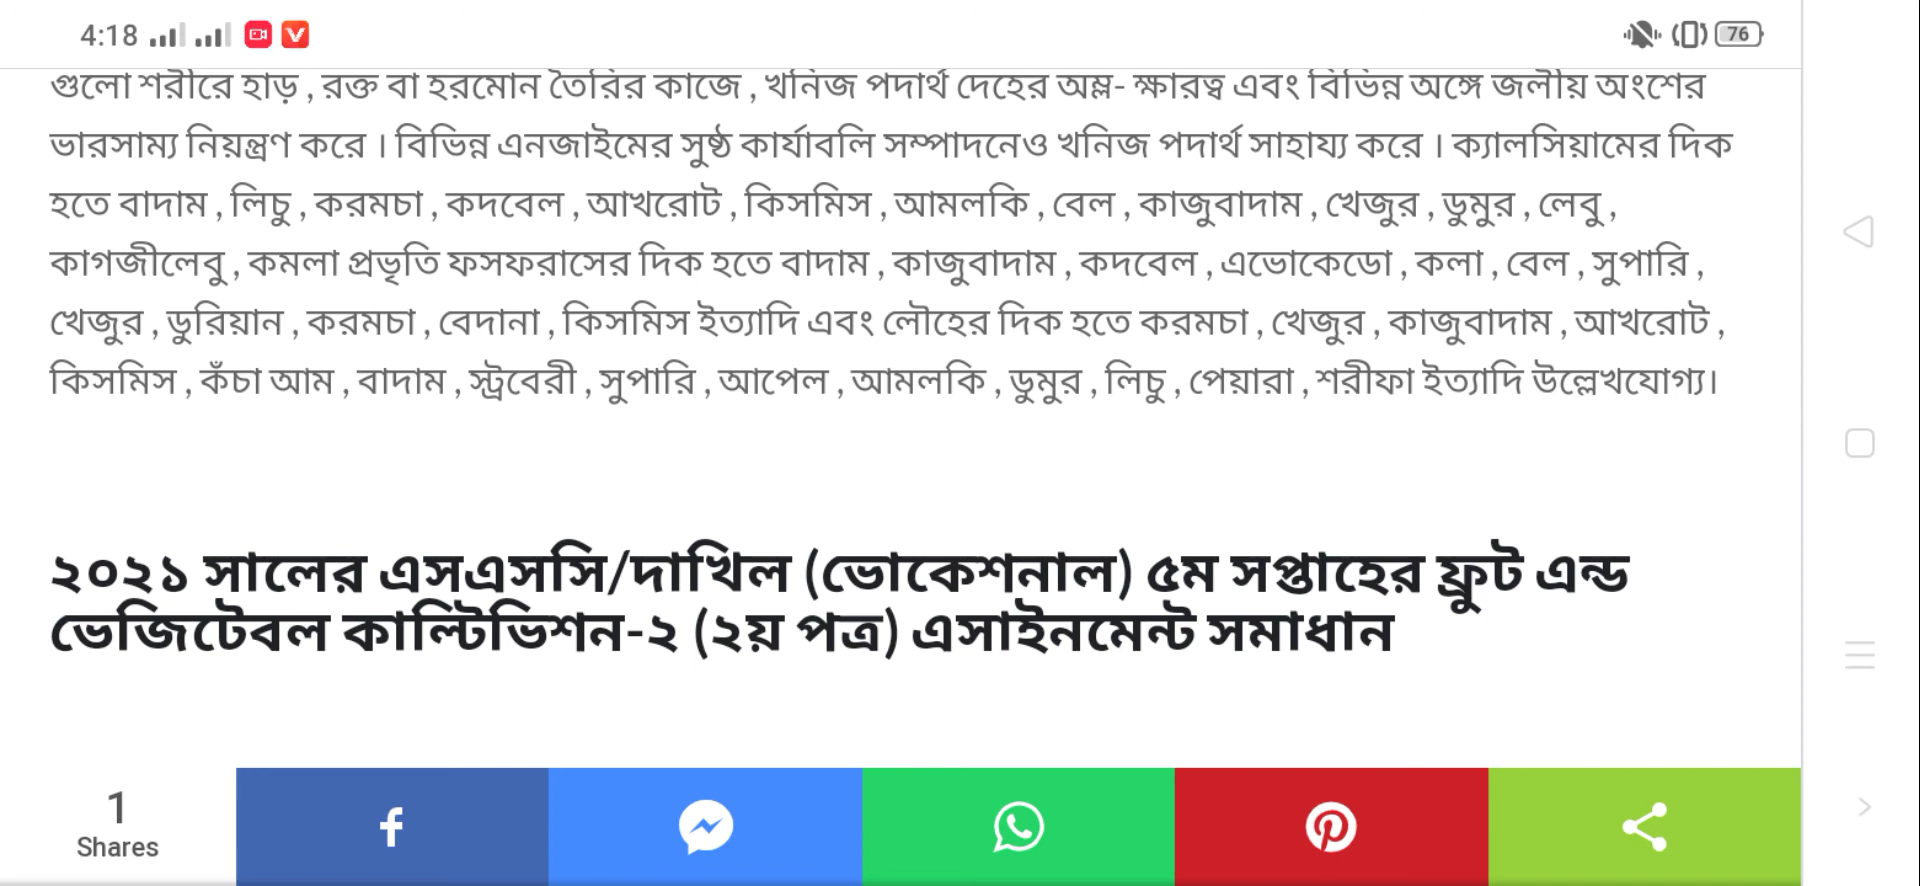 4:18
76
গুলো শরীরে হাড় , রক্ত বা হরমোন তৈরির কাজে , খনিজ পদার্থ দেহের অম্ল- ক্ষারত্ব এবং বিভিন্ন অঙ্গে জলীয় অংশের
ভারসাম্য নিয়ন্ত্রণ করে । বিভিন্ন এনজাইমের সুষ্ঠ কার্যাবলি সম্পাদনেও খনিজ পদার্থ সাহায্য করে । ক্যালসিয়ামের দিক
হতে বাদাম , লিচু , করমচা , কদবেল , আখরোট , কিসমিস , আমলকি , বেল , কাজুবাদাম , খেজুর , ডুমুর , লেবু ,
কাগজীলেবু , কমলা প্রভৃতি ফসফরাসের দিক হতে বাদাম , কাজুবাদাম , কদবেল , এভোকেডো , কলা , বেল , সুপারি ,
খেজুর , ডুরিয়ান , করমচা , বেদানা , কিসমিস ইত্যাদি এবং লৌহের দিক হতে করমচা , খেজুর , কাজুবাদাম , আখরোট ,
কিসমিস , কঁচা আম , বাদাম , স্ট্রবেরী , সুপারি , আপেল , আমলকি , ডুমুর , লিচু , পেয়ারা , শরীফা ইত্যাদি উল্লেখযোগ্য।
২০২১ সালের এসএসসি/দাখিল (ভোকেশনাল) ৫ম সপ্তাহের ফ্রুট এন্ড
ভেজিটেবল কাল্টিভিশন-২ (২য় পত্র) এসাইনমেন্ট সমাধান
1
Shares